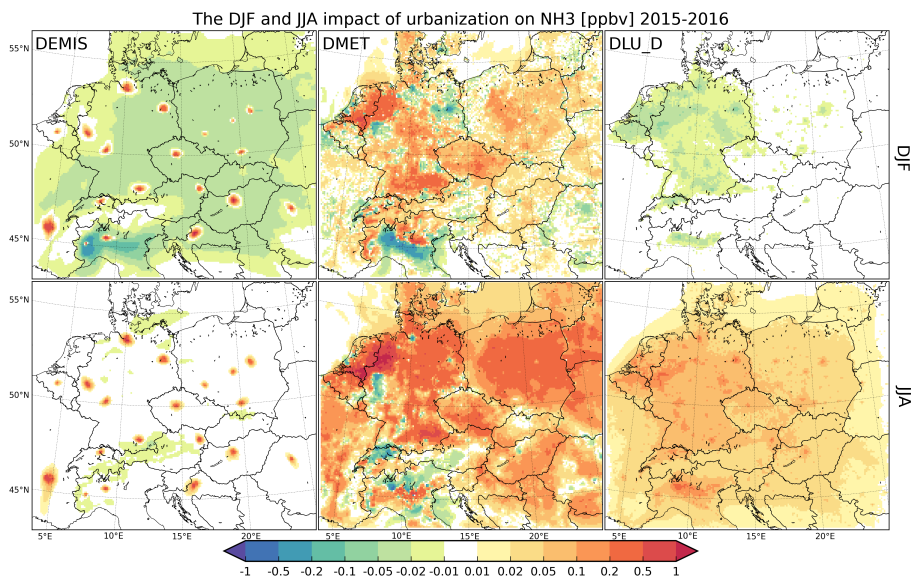 The DJF and JJA impact of urbanization on NH3 [ppbv] 2015-2016
DEMIS
DMET
DLU_D
55°N
50°N
45°N
DJF
55°N
50°N
45°N
JJA
5°E 10°E 15°E 20°E 5°E 10°E 15°E 20°E 5°E 10°E 15°E 20°E
-1 -0.5 -0.2 -0.1 -0.05 -0.02 -0.01 0.01 0.02 0.05 0.1 0.2 0.5 1